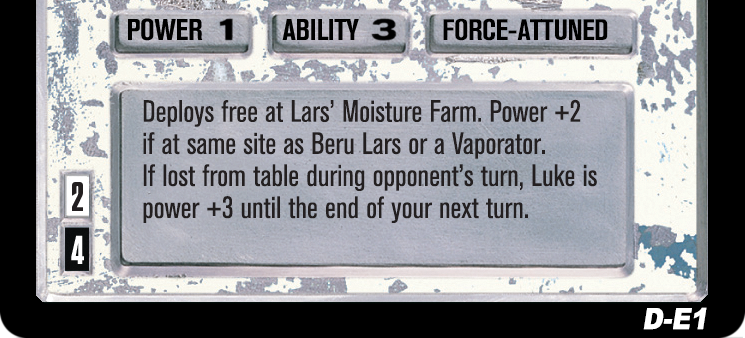 POWER 1 ABILITY 3 FORCE-ATTUNED
Deploys free at Lars' Moisture Farm. Power +2
if at same site as Beru Lars or a Vaporator.
If lost from table during opponent's turn, Luke is
power +3 until the end of your next turn.
2
4
D-E1